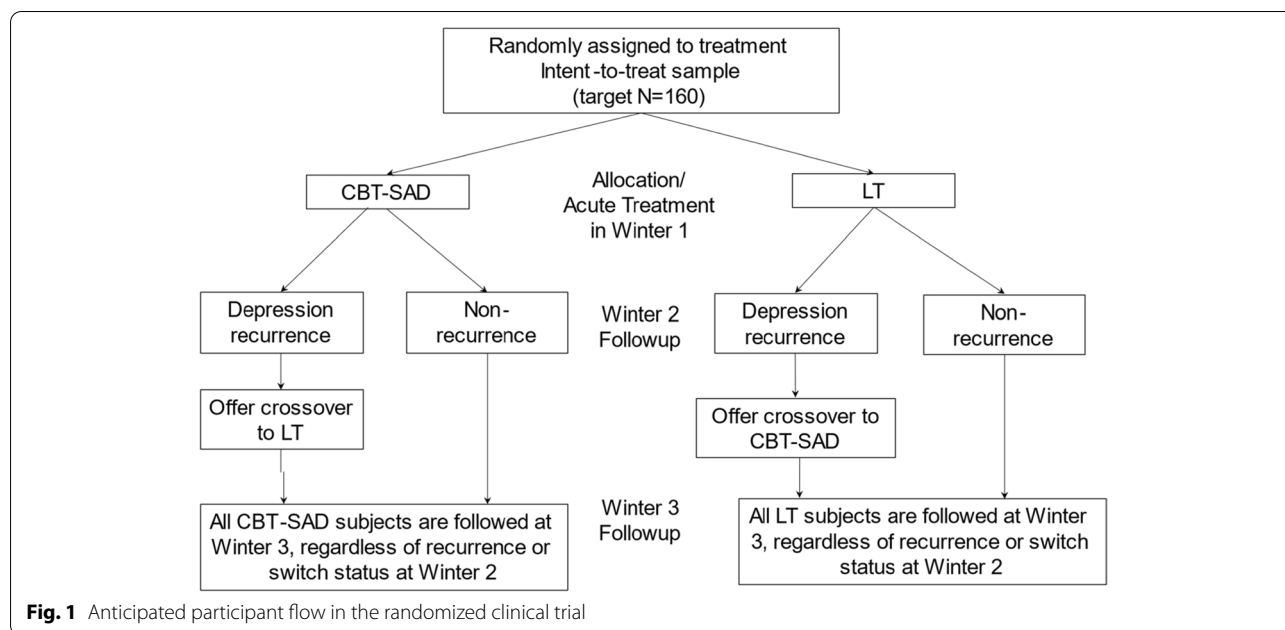 Randomly assigned to treatment
Intent-to-treat sample
(target N=160)
CBT-SAD
Allocation/
Acute Treatment
in Winter 1
LT
Depression
recurrence
Non-
recurrence
Winter 2
Followup
Depression
recurrence
Non-
recurrence
Offer crossover
to LT
Offer crossover to
CBT-SAD
All CBT-SAD subjects are followed at
Winter 3, regardless of recurrence or
switch status at Winter 2
Winter 3
Followup
All LT subjects are followed at Winter
3, regardless of recurrence or switch
status at Winter 2
Fig. 1 Anticipated participant flow in the randomized clinical trial